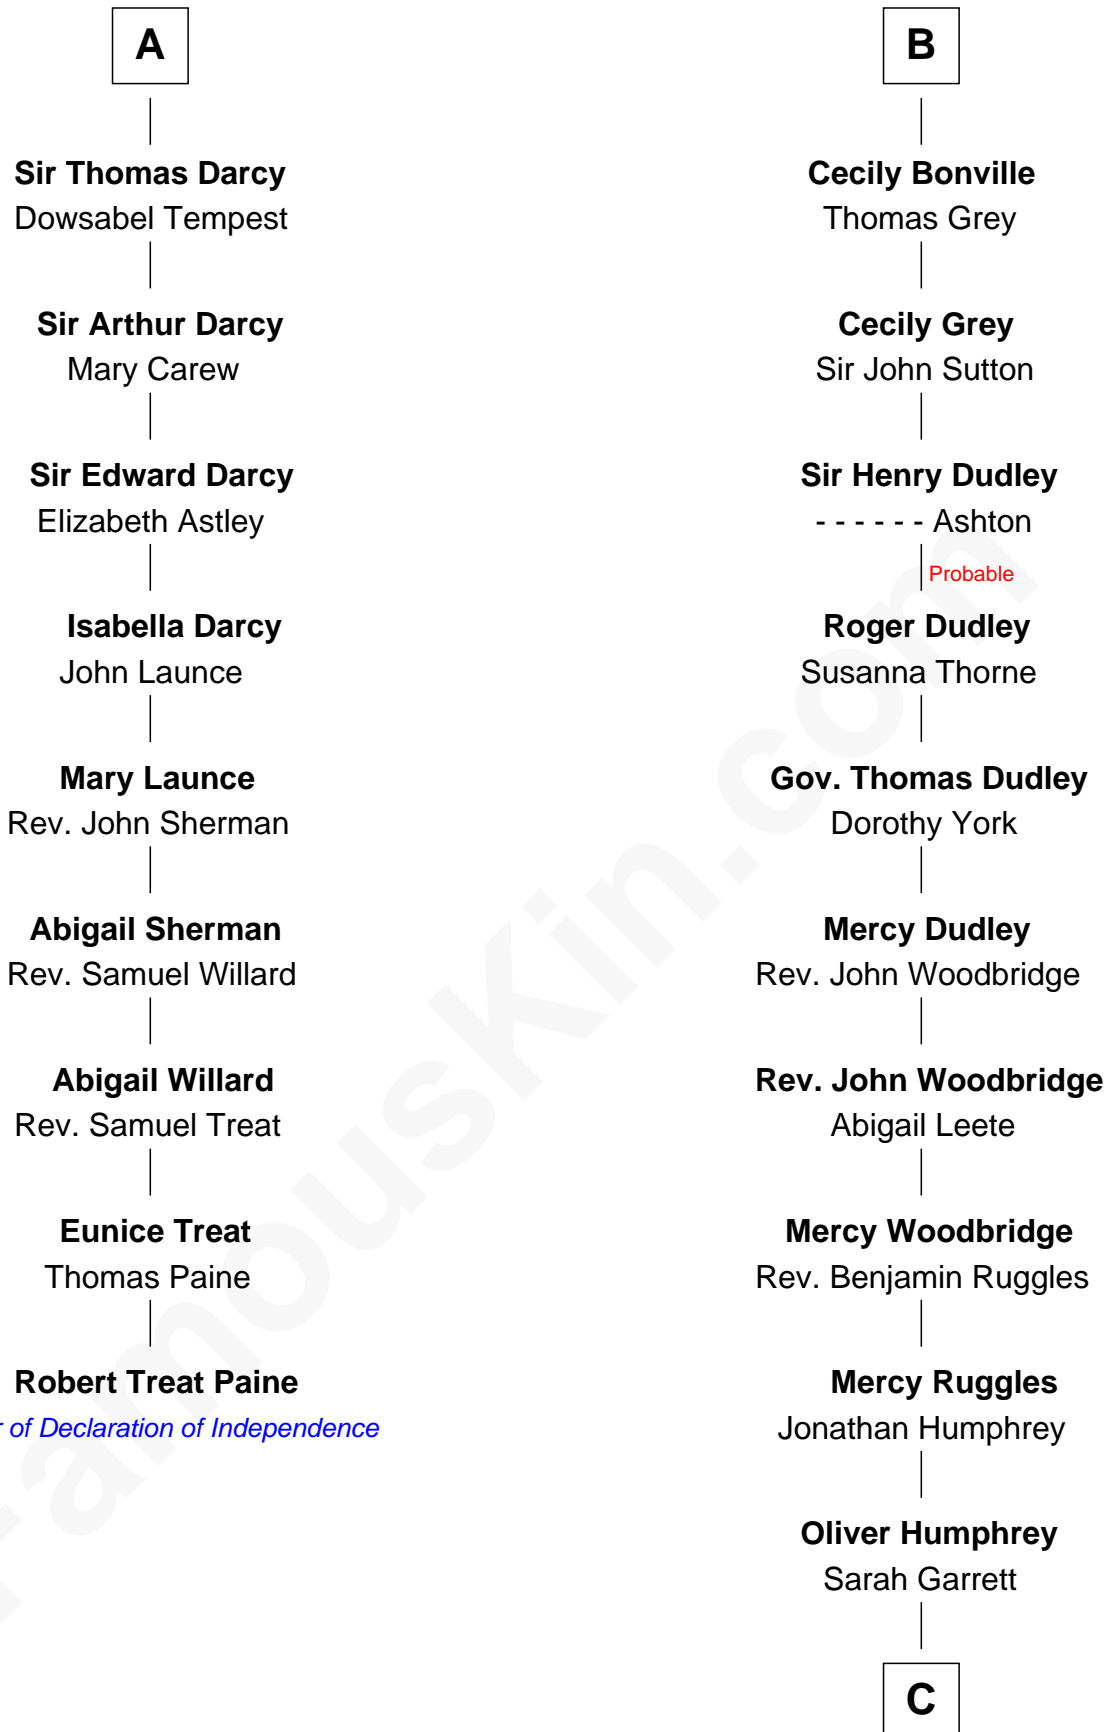 A
Sir Thomas Darcy
Dowsabel Tempest
Sir Arthur Darcy
Mary Carew
Sir Edward Darcy
Elizabeth Astley
Isabella Darcy
John Launce
Mary Launce
Rev. John Sherman
Abigail Sherman
Rev. Samuel Willard
Abigail Willard
Rev. Samuel Treat
Eunice Treat
Thomas Paine
Robert Treat Paine
of Declaration of Independence
B
Cecily Bonville
Thomas Grey
Cecily Grey
Sir John Sutton
Sir Henry Dudley
- - - - - - Ashton
Probable
Roger Dudley
Susanna Thorne
Gov. Thomas Dudley
Dorothy York
Mercy Dudley
Rev. John Woodbridge
Rev. John Woodbridge
Abigail Leete
Mercy Woodbridge
Rev. Benjamin Ruggles
Mercy Ruggles
Jonathan Humphrey
Oliver Humphrey
Sarah Garrett
C
FamousKin.com